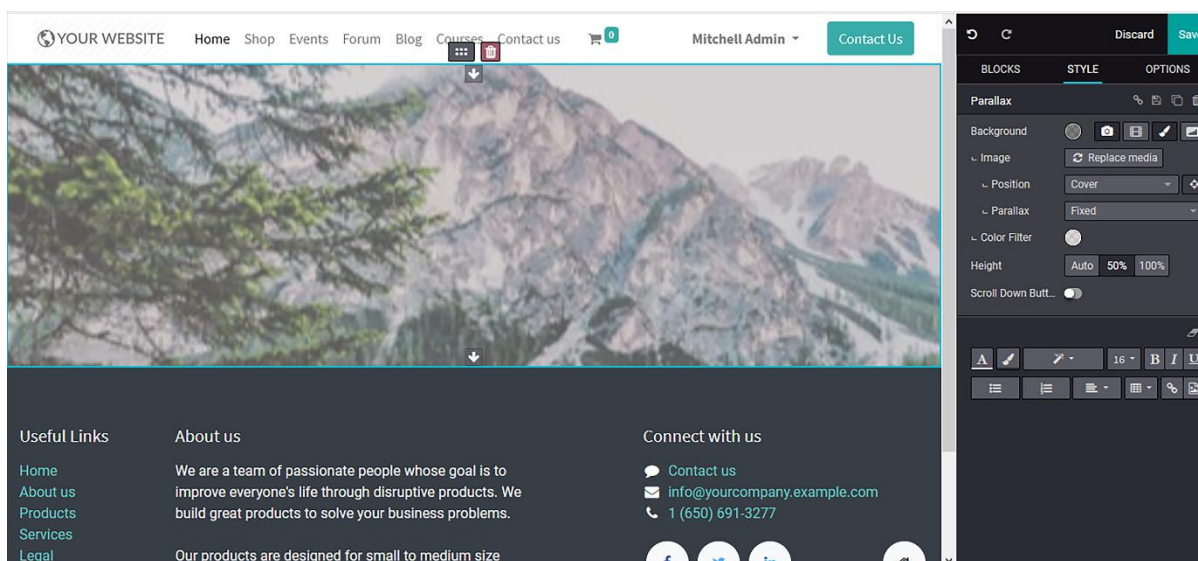 YOUR WEBSITE Home Shop Events Forum Blog Courses Contact us 0 Mitchell Admin Contact Us
Discard Save
BLOCKS STYLE OPTIONS
Parallax
Background
Image Replace media
Position Cover
Parallax Fixed
Color Filter
Height Auto 50% 100%
Scroll Down Butt...
A 16 B I U
Useful Links
Home
About us
Products
Services
Legal
About us
We are a team of passionate people whose goal is to
improve everyone's life through disruptive products. We
build great products to solve your business problems.
Our products are designed for small to medium size
Connect with us
Contact us
info@yourcompany.example.com
1 (650) 691-3277